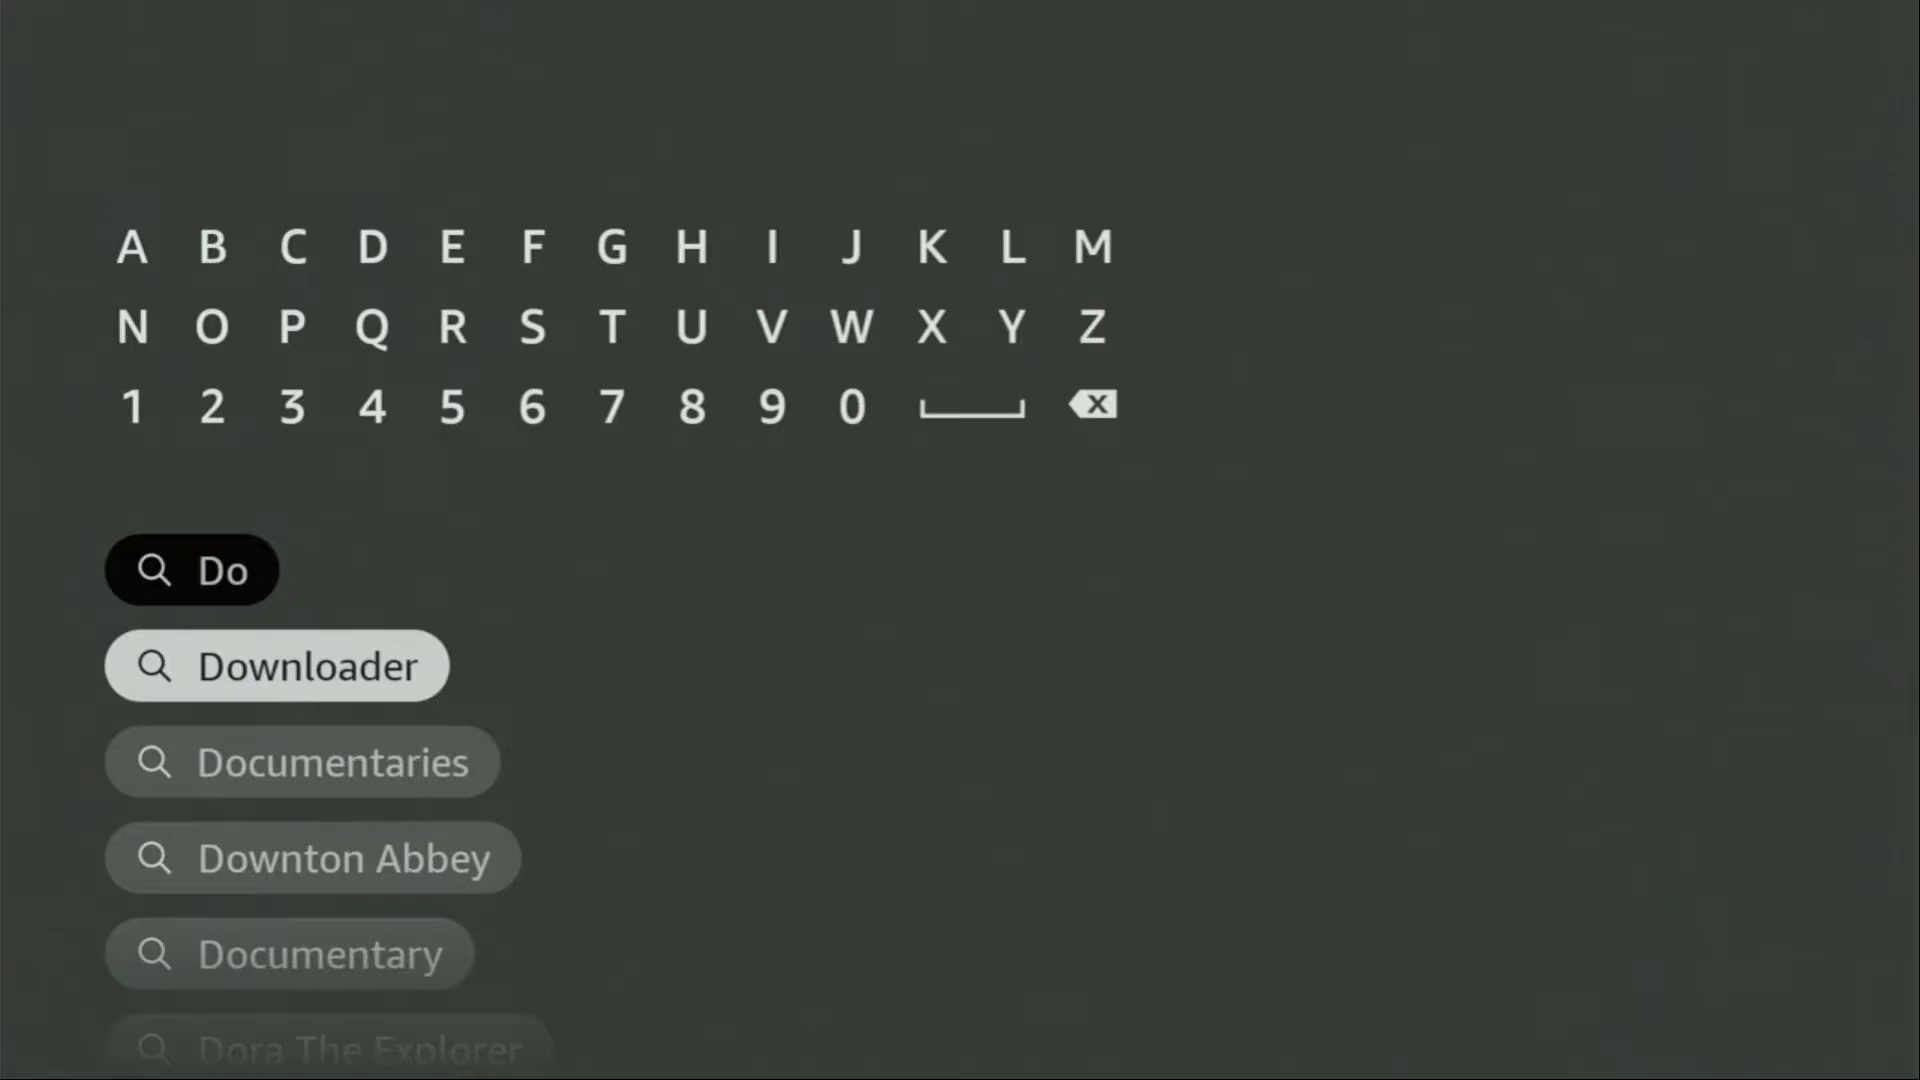 A B C D E F G H I J K L M
N O P Q R S T U V W X Y Z
1 2 3 4 5 6 7 8 9 0
Do
Downloader
Documentaries
Downton Abbey
Documentary
Dora The Explorer